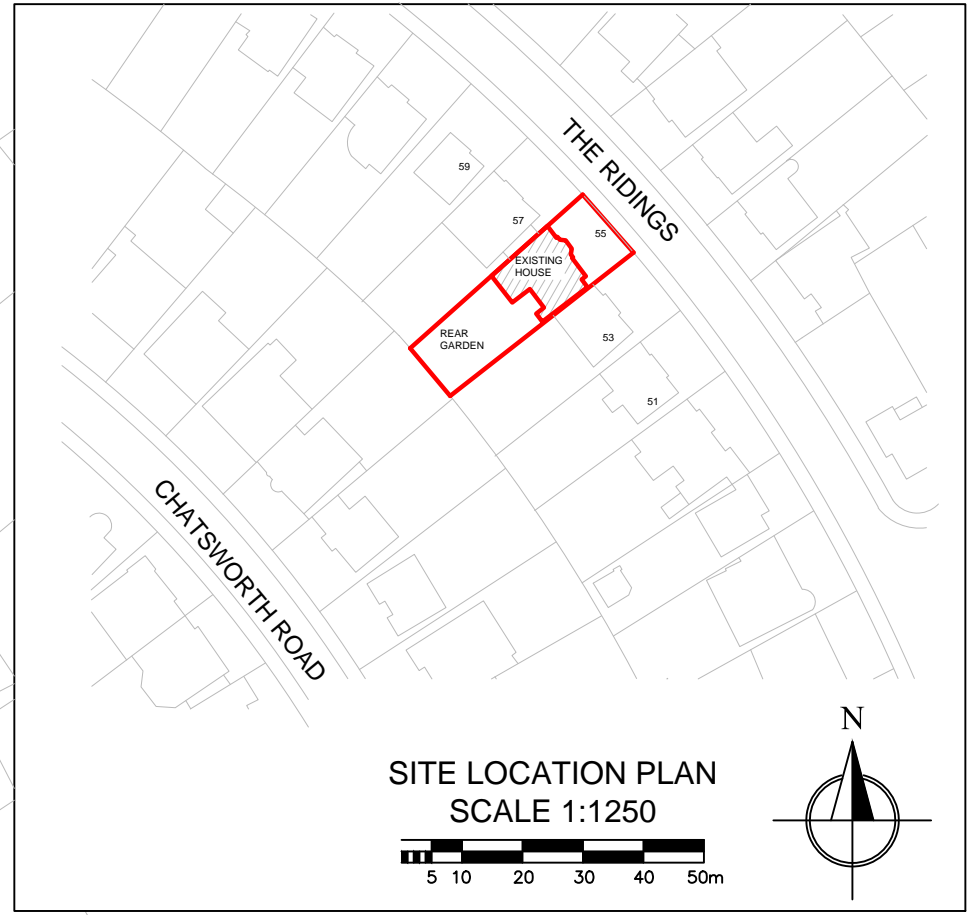 THE RIDINGS
59
57
55
EXISTING
HOUSE
REAR
GARDEN
53
51
CHATSWORTH ROAD
N
SITE LOCATION PLAN
SCALE 1:1250
5 10 20 30 40 50m